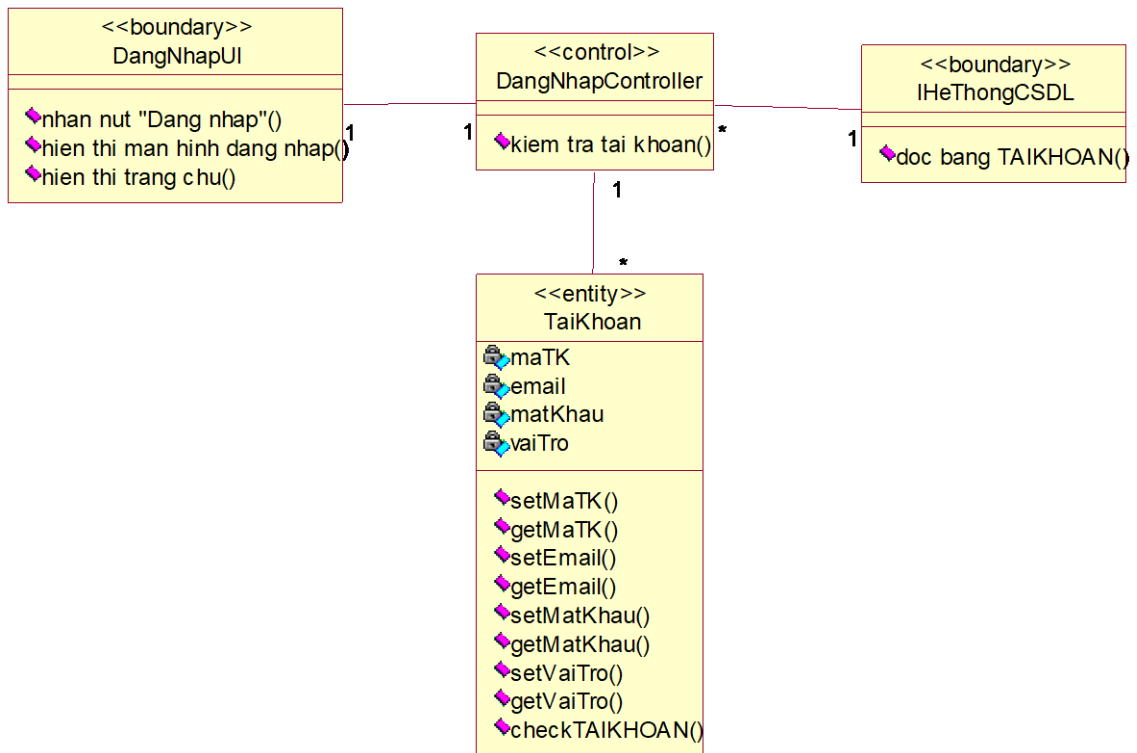 <<boundary>>
DangNhapUI
nhan nut "Dang nhap"()
hien thi man hinh dang nhap()
hien thi trang chu()
1
1
<<control>>
DangNhapController
kiem tra tai khoan()
*
1
<<boundary>>
IHeThongCSDL
doc bang TAIKHOAN()
1
*
<<entity>>
TaiKhoan
maTK
email
matKhau
vaiTro
setMaTK()
getMaTK()
setEmail()
getEmail()
setMatKhau()
getMatKhau()
setVaiTro()
getVaiTro()
checkTAIKHOAN()